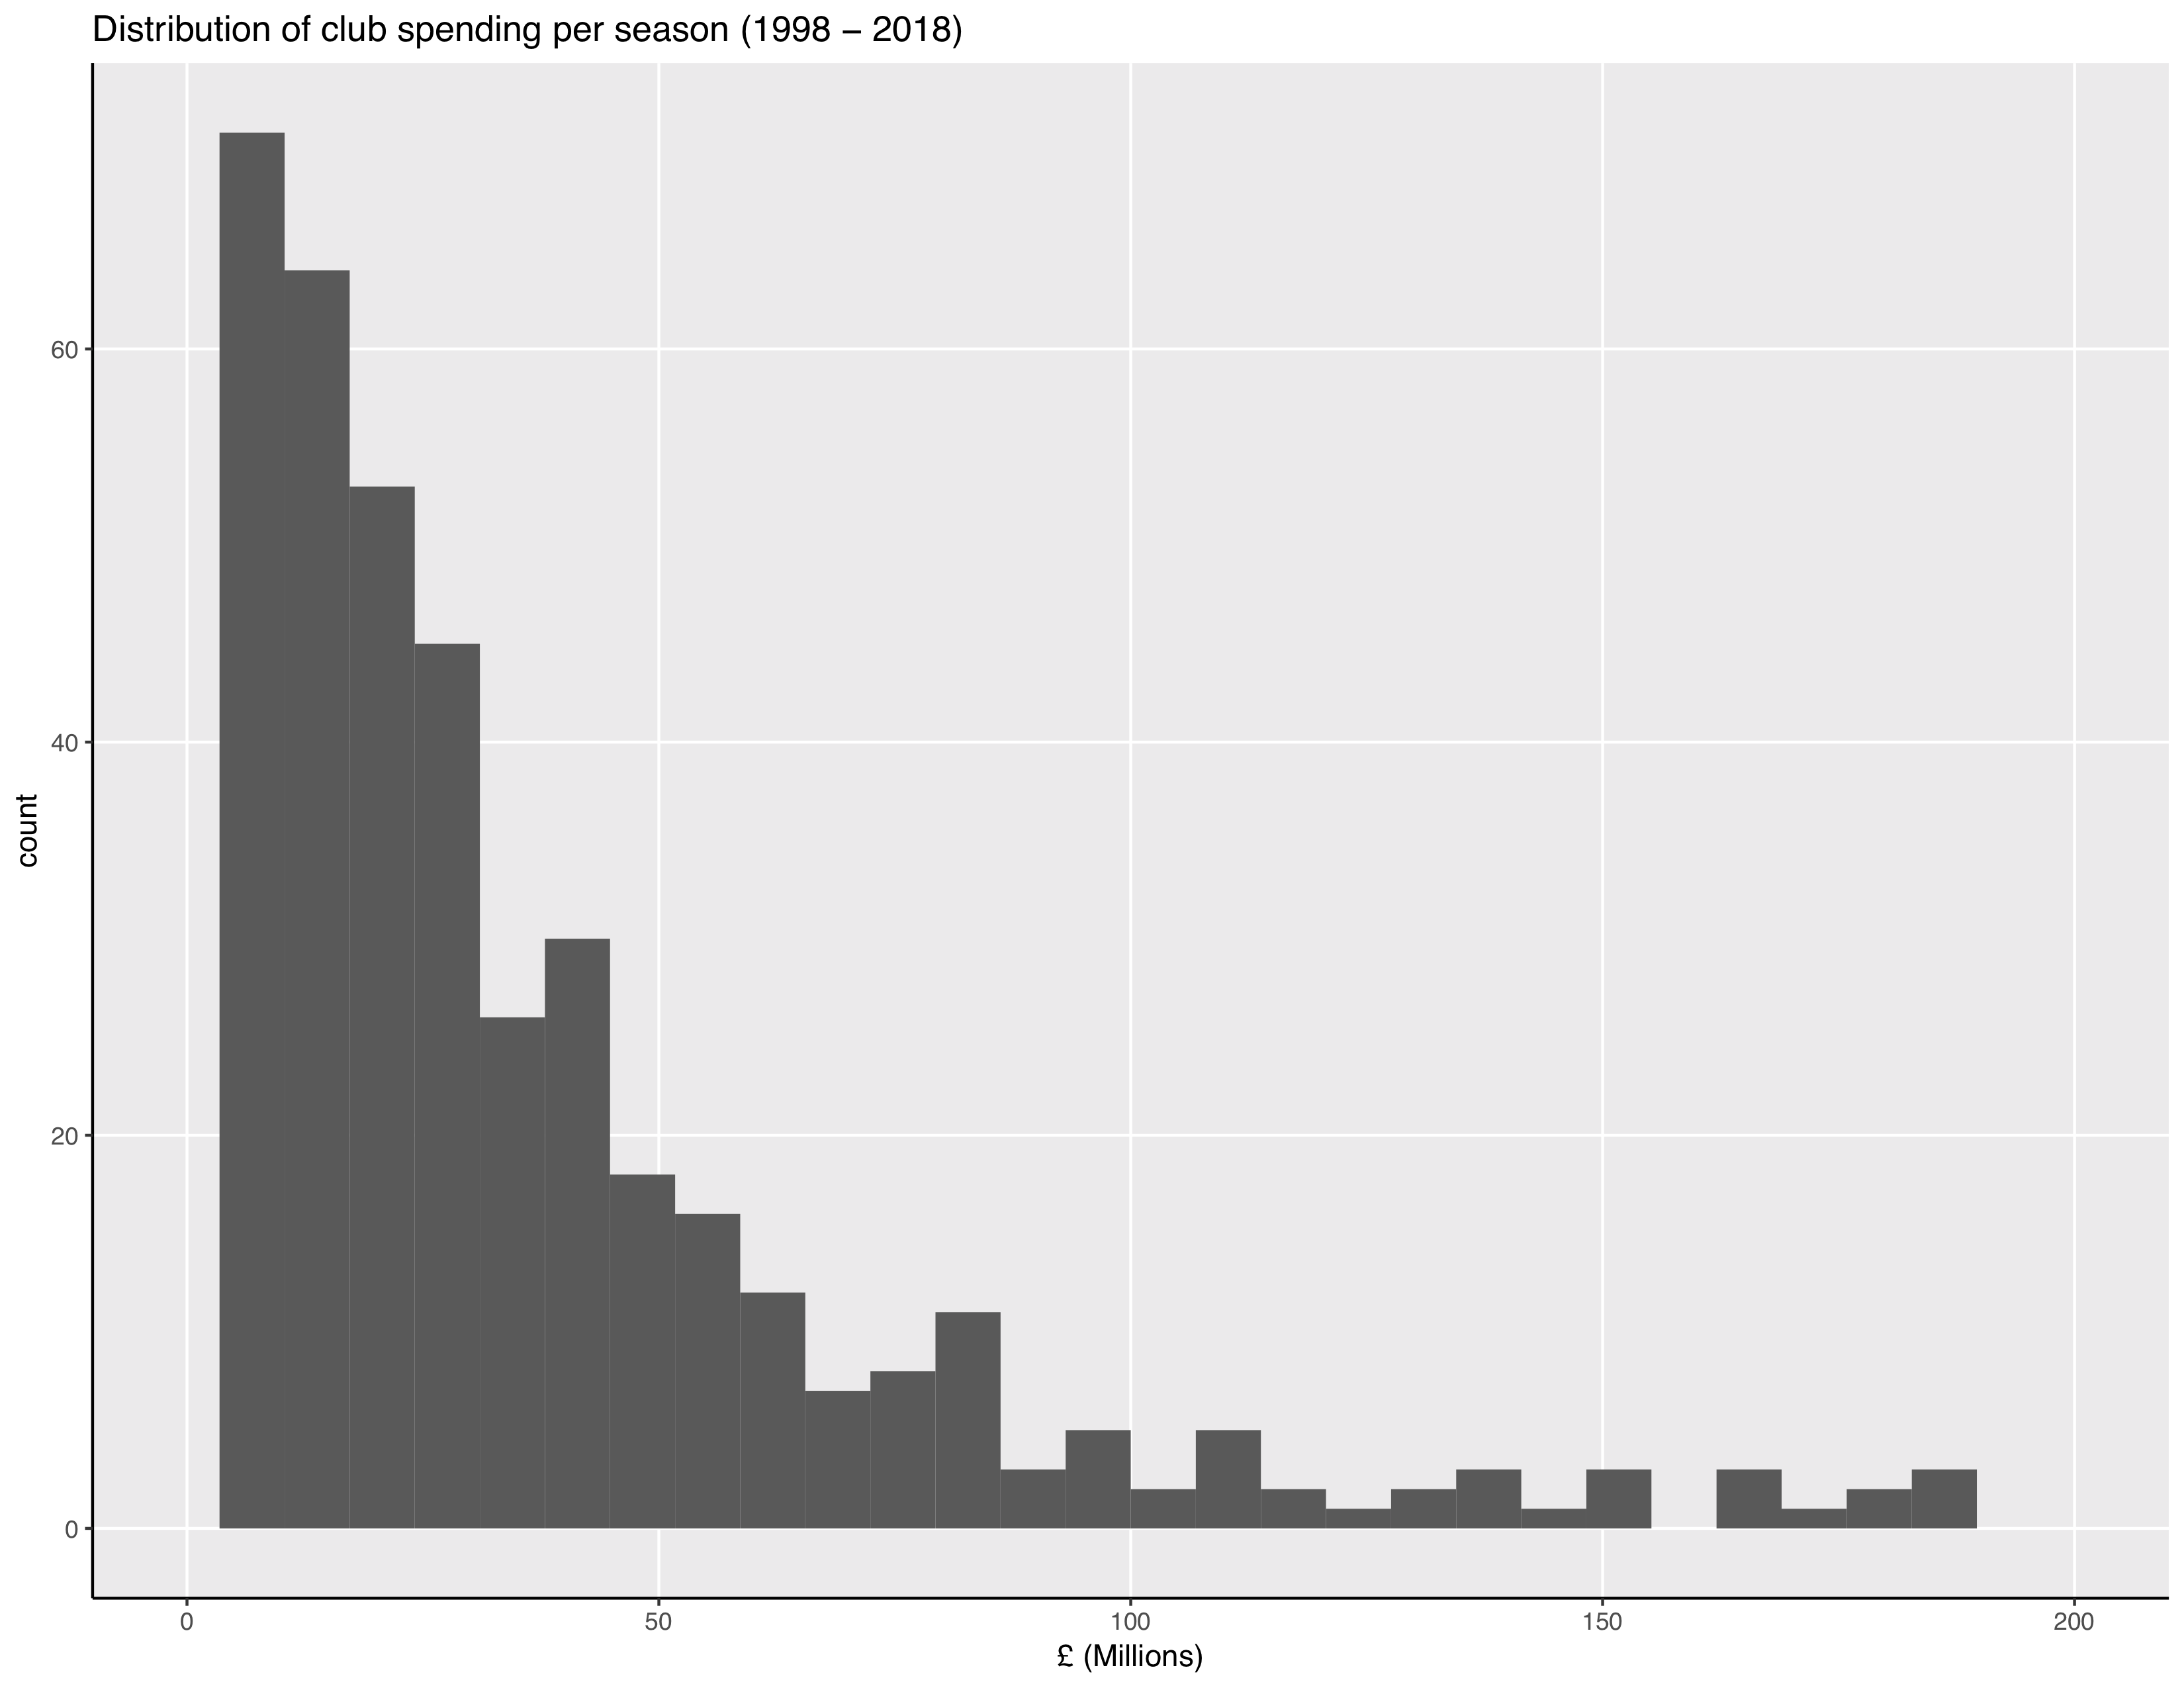 Distribution of club spending per season (1998 − 2018)
60
40
20
0
count
0 50 100 150 200
£ (Millions)